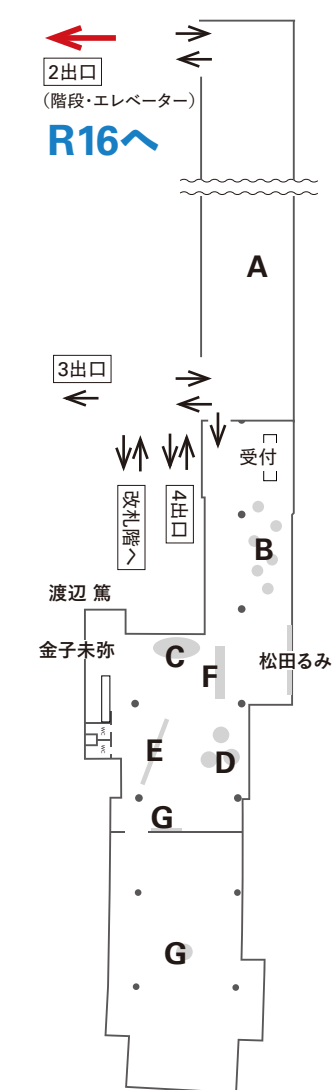 2出口
（階段・エレベーター）
R16へ
A
3出口
受付
改札階へ
4出口
B
渡辺 篤
金子未弥
C
F
松田るみ
WC
WC
E
D
G
G